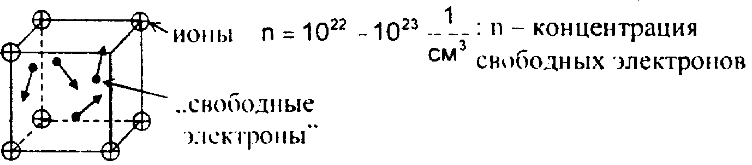 ионы n = 10²² - 10²³ 1/см³ : n – концентрация
свободных электронов
„свободные
электроны“